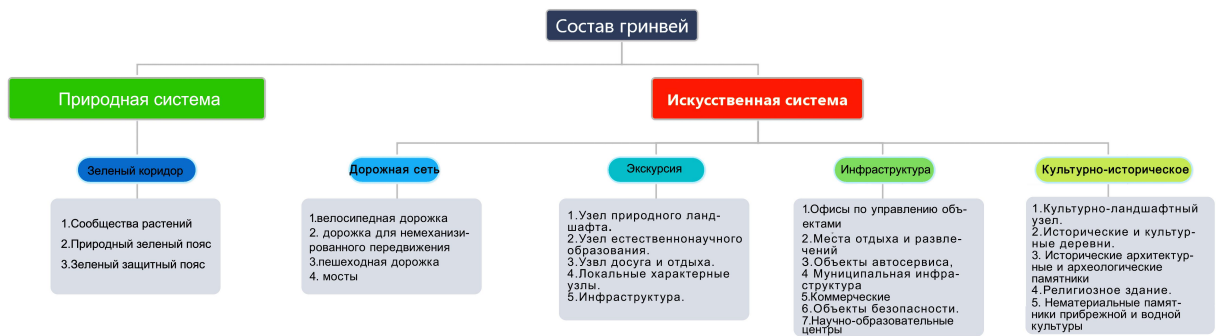 Состав гринвей
Природная система
Искусственная система
Зеленый коридор
Дорожная сеть
Экскурсия
Инфраструктура
Культурно-историческое
1.Сообщества растений
2.Природный зеленый пояс
3.Зеленый защитный пояс
1.велосипедная дорожка
2. дорожка для немеханизи-
рованного передвижения
3.пешеходная дорожка
4. мосты
1.Узел природного ланд-
шафта.
2.Узел естественнонаучного
образования.
3.Узвл досуга и отдыха.
4.Локальные характерные
узлы.
5.Инфраструктура.
1.Офисы по управлению объ-
ектами
2.Места отдыха и развле-
чений
3.Объекты автосервиса,
4 Муниципальная инфра-
структура
5.Коммерческие
6.Объекты безопасности.
7.Научно-образовательные
центры
1.Культурно-ландшафтный
узел.
2.Исторические и культур-
ные деревни.
3. Исторические архитектур-
ные и археологические
памятники
4.Религиозное здание.
5. Нематериальные памят-
ники прибрежной и водной
культуры